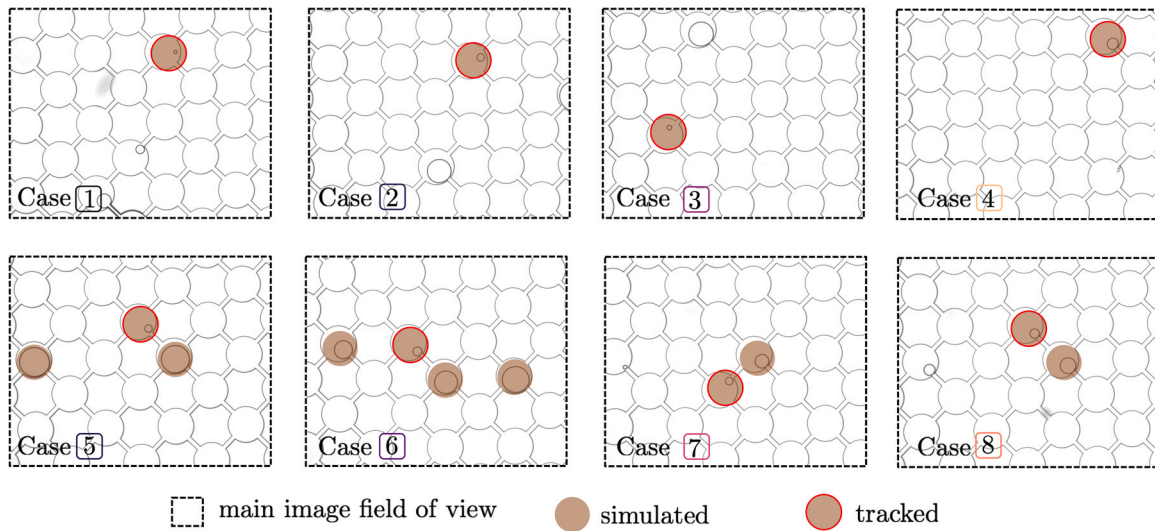 Case 1
Case 2
Case 3
Case 4
Case 5
Case 6
Case 7
Case 8
main image field of view
simulated
tracked